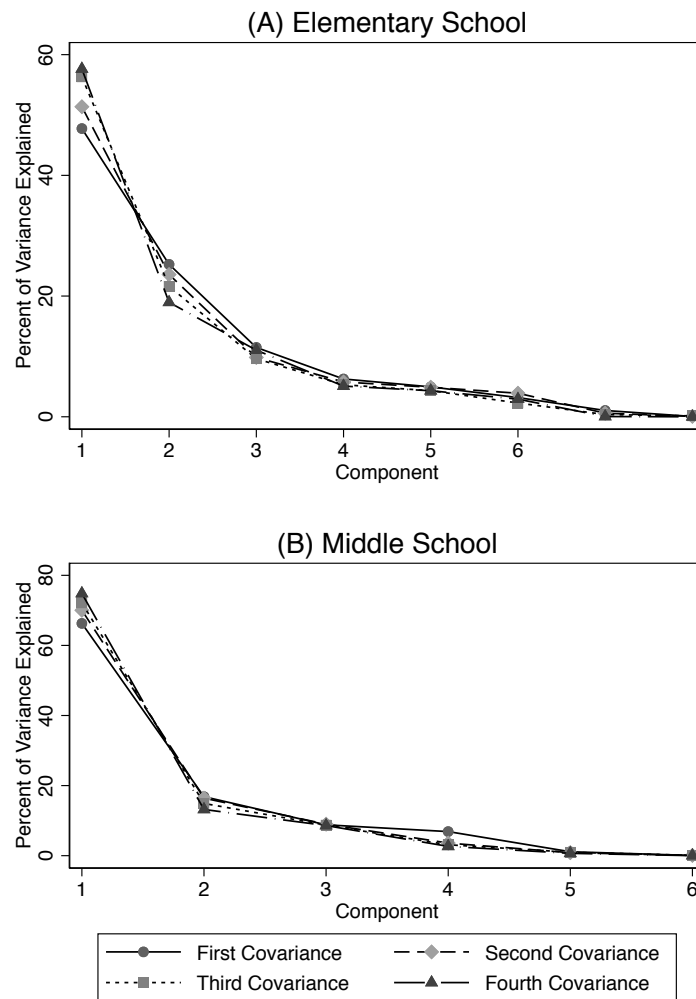 (A) Elementary School
60
40
20
0
Percent of Variance Explained
1 2 3 4 5 6
Component
(B) Middle School
80
60
40
20
0
Percent of Variance Explained
1 2 3 4 5 6
Component
First Covariance Second Covariance
Third Covariance Fourth Covariance